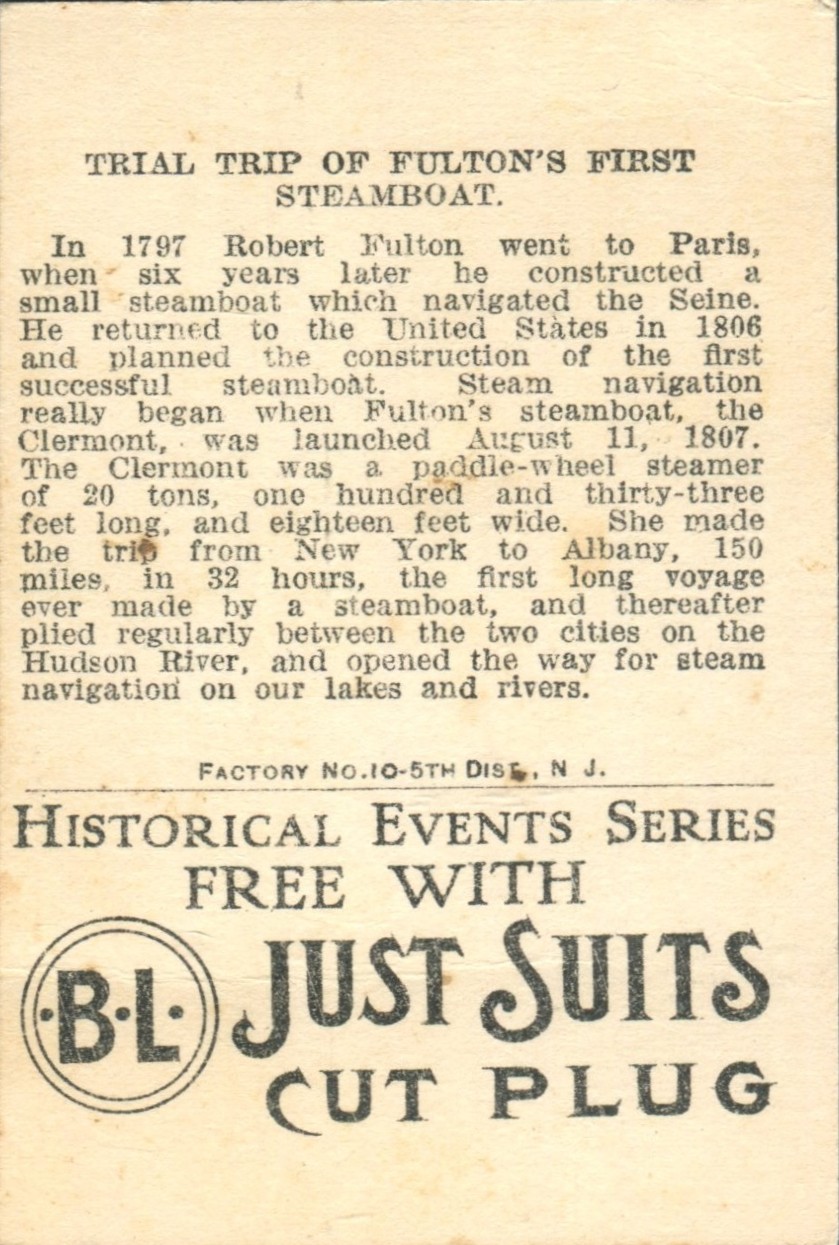 TRIAL TRIP OF FULTON'S FIRST
STEAMBOAT.
In 1797 Robert Fulton went to Paris,
when six years later he constructed a
small steamboat which navigated the Seine.
He returned to the United States in 1806
and planned the construction of the first
successful steamboat. Steam navigation
really began when Fulton's steamboat, the
Clermont, was launched August 11, 1807.
The Clermont was a paddle-wheel steamer
of 20 tons, one hundred and thirty-three
feet long, and eighteen feet wide. She made
the trip from New York to Albany, 150
miles, in 32 hours, the first long voyage
ever made by a steamboat, and thereafter
plied regularly between the two cities on the
Hudson River, and opened the way for steam
navigation on our lakes and rivers.
FACTORY NO.10-5TH DIST., N J.
HISTORICAL EVENTS SERIES
FREE WITH
·B·L· JUST SUITS
CUT PLUG